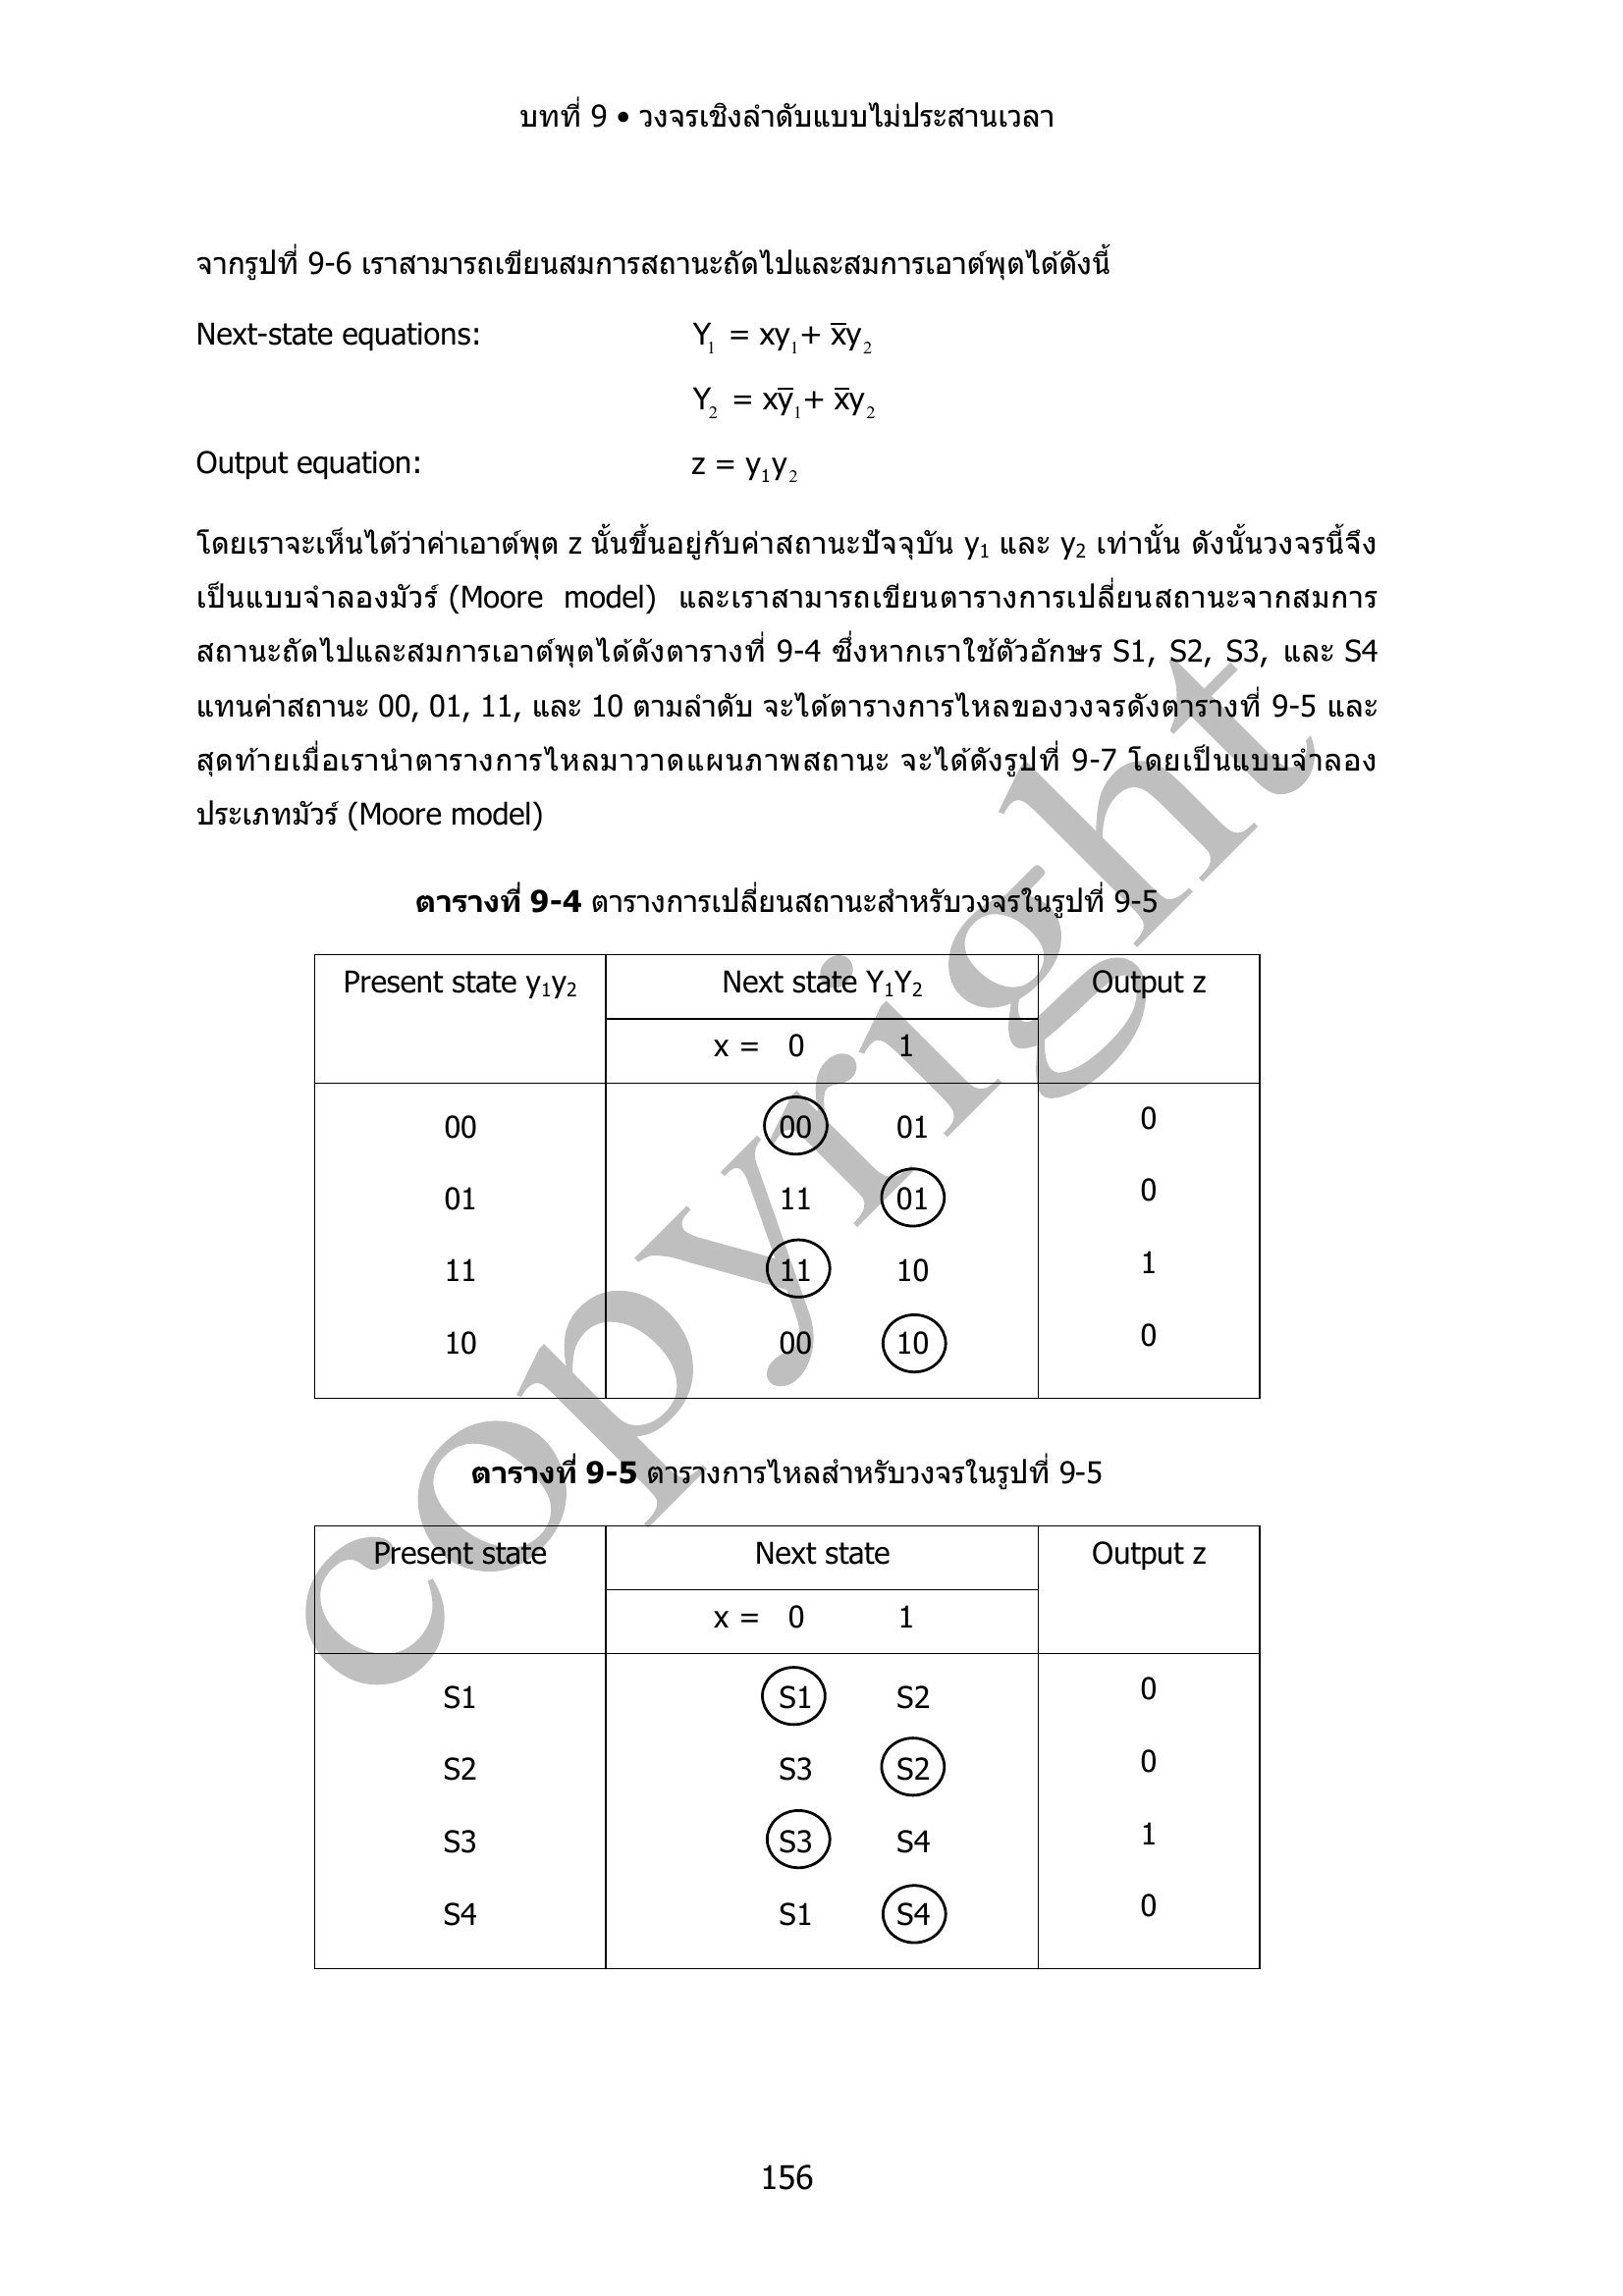 บทที่ 9 • วงจรเชิงลำดับแบบไม่ประสานเวลา
จากรูปที่ 9-6 เราสามารถเขียนสมการสถานะถัดไปและสมการเอาต์พุตได้ดังนี้
Next-state equations: Y₁ = xy₁+ x̅y₂
Y₂ = xy̅₁+ x̅y₂
Output equation: z = y₁y₂
โดยเราจะเห็นได้ว่าค่าเอาต์พุต z นั้นขึ้นอยู่กับค่าสถานะปัจจุบัน y₁ และ y₂ เท่านั้น ดังนั้นวงจรนี้จึง
เป็นแบบจำลองมัวร์ (Moore model) และเราสามารถเขียนตารางการเปลี่ยนสถานะจากสมการ
สถานะถัดไปและสมการเอาต์พุตได้ดังตารางที่ 9-4 ซึ่งหากเราใช้ตัวอักษร S1, S2, S3, และ S4
แทนค่าสถานะ 00, 01, 11, และ 10 ตามลำดับ จะได้ตารางการไหลของวงจรดังตารางที่ 9-5 และ
สุดท้ายเมื่อเรานำตารางการไหลมาวาดแผนภาพสถานะ จะได้ดังรูปที่ 9-7 โดยเป็นแบบจำลอง
ประเภทมัวร์ (Moore model)
ตารางที่ 9-4 ตารางการเปลี่ยนสถานะสำหรับวงจรในรูปที่ 9-5
Present state y₁y₂ Next state Y₁Y₂ Output z
x = 0 1
00 00 01 0
01 11 01 0
11 11 10 1
10 00 10 0
ตารางที่ 9-5 ตารางการไหลสำหรับวงจรในรูปที่ 9-5
Present state Next state Output z
x = 0 1
S1 S1 S2 0
S2 S3 S2 0
S3 S3 S4 1
S4 S1 S4 0
156
copyright